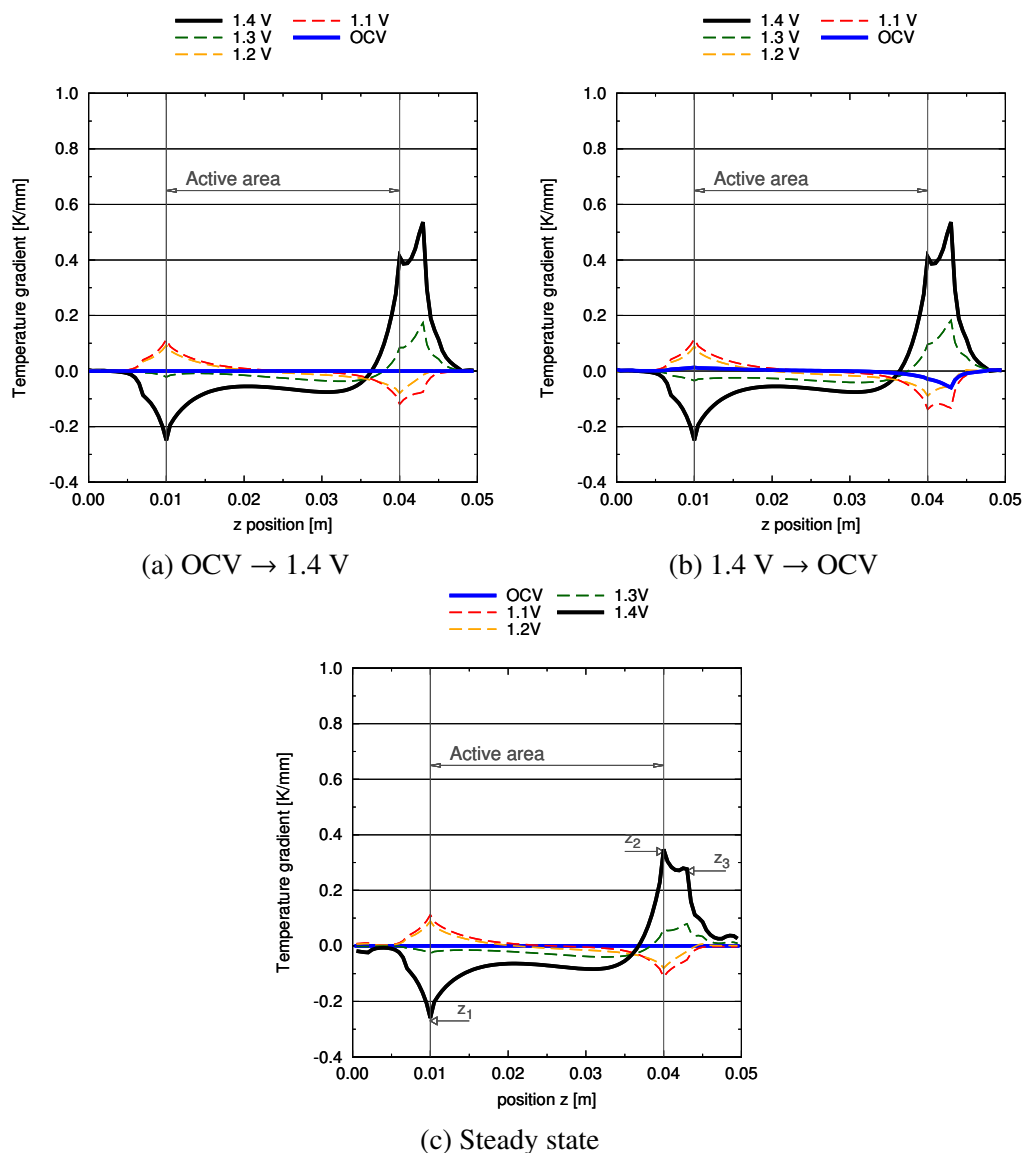 1.4 V 1.1 V
1.3 V OCV
1.2 V
1.0
0.8
0.6
0.4
0.2
0.0
-0.2
-0.4
Temperature gradient [K/mm]
Active area
0.00 0.01 0.02 0.03 0.04 0.05
z position [m]
(a) OCV → 1.4 V
1.4 V 1.1 V
1.3 V OCV
1.2 V
1.0
0.8
0.6
0.4
0.2
0.0
-0.2
-0.4
Temperature gradient [K/mm]
Active area
0.00 0.01 0.02 0.03 0.04 0.05
z position [m]
(b) 1.4 V → OCV
OCV 1.3V
1.1V 1.4V
1.2V
1.0
0.8
0.6
0.4
0.2
0.0
-0.2
-0.4
Temperature gradient [K/mm]
Active area
z2
z3
z1
0.00 0.01 0.02 0.03 0.04 0.05
position z [m]
(c) Steady state